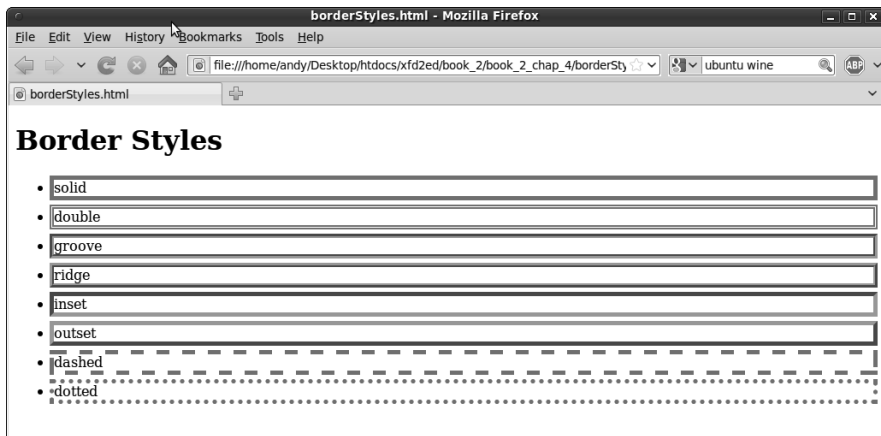 borderStyles.html - Mozilla Firefox
File Edit View History Bookmarks Tools Help
file:///home/andy/Desktop/htdocs/xfd2ed/book_2/book_2_chap_4/borderSty ubuntu wine ABP
borderStyles.html
Border Styles
• solid
• double
• groove
• ridge
• inset
• outset
• dashed
• dotted